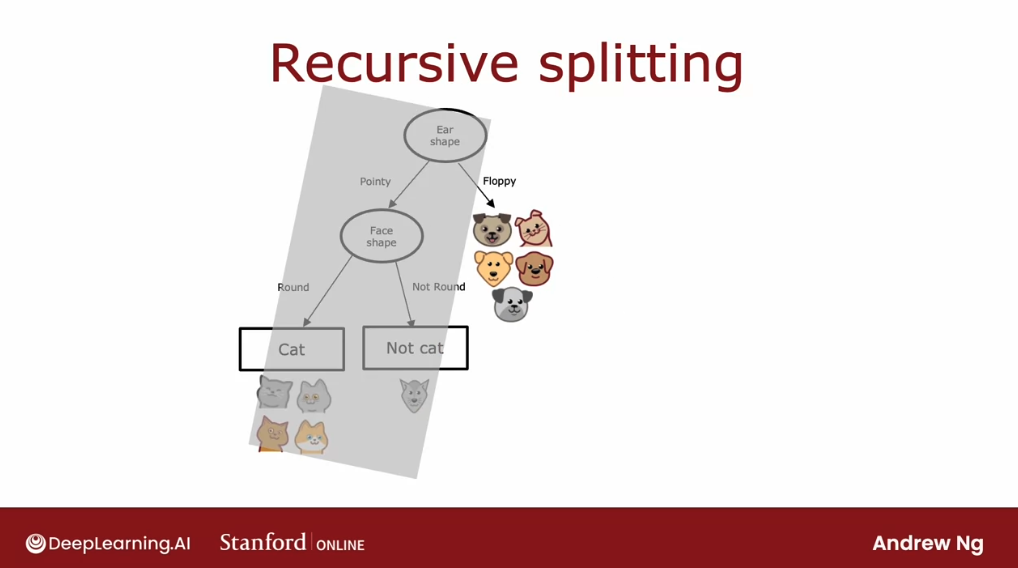 Recursive splitting
Ear
shape
Pointy
Floppy
Face
shape
Round
Not Round
Cat
Not cat
DeepLearning.AI
Stanford | ONLINE
Andrew Ng